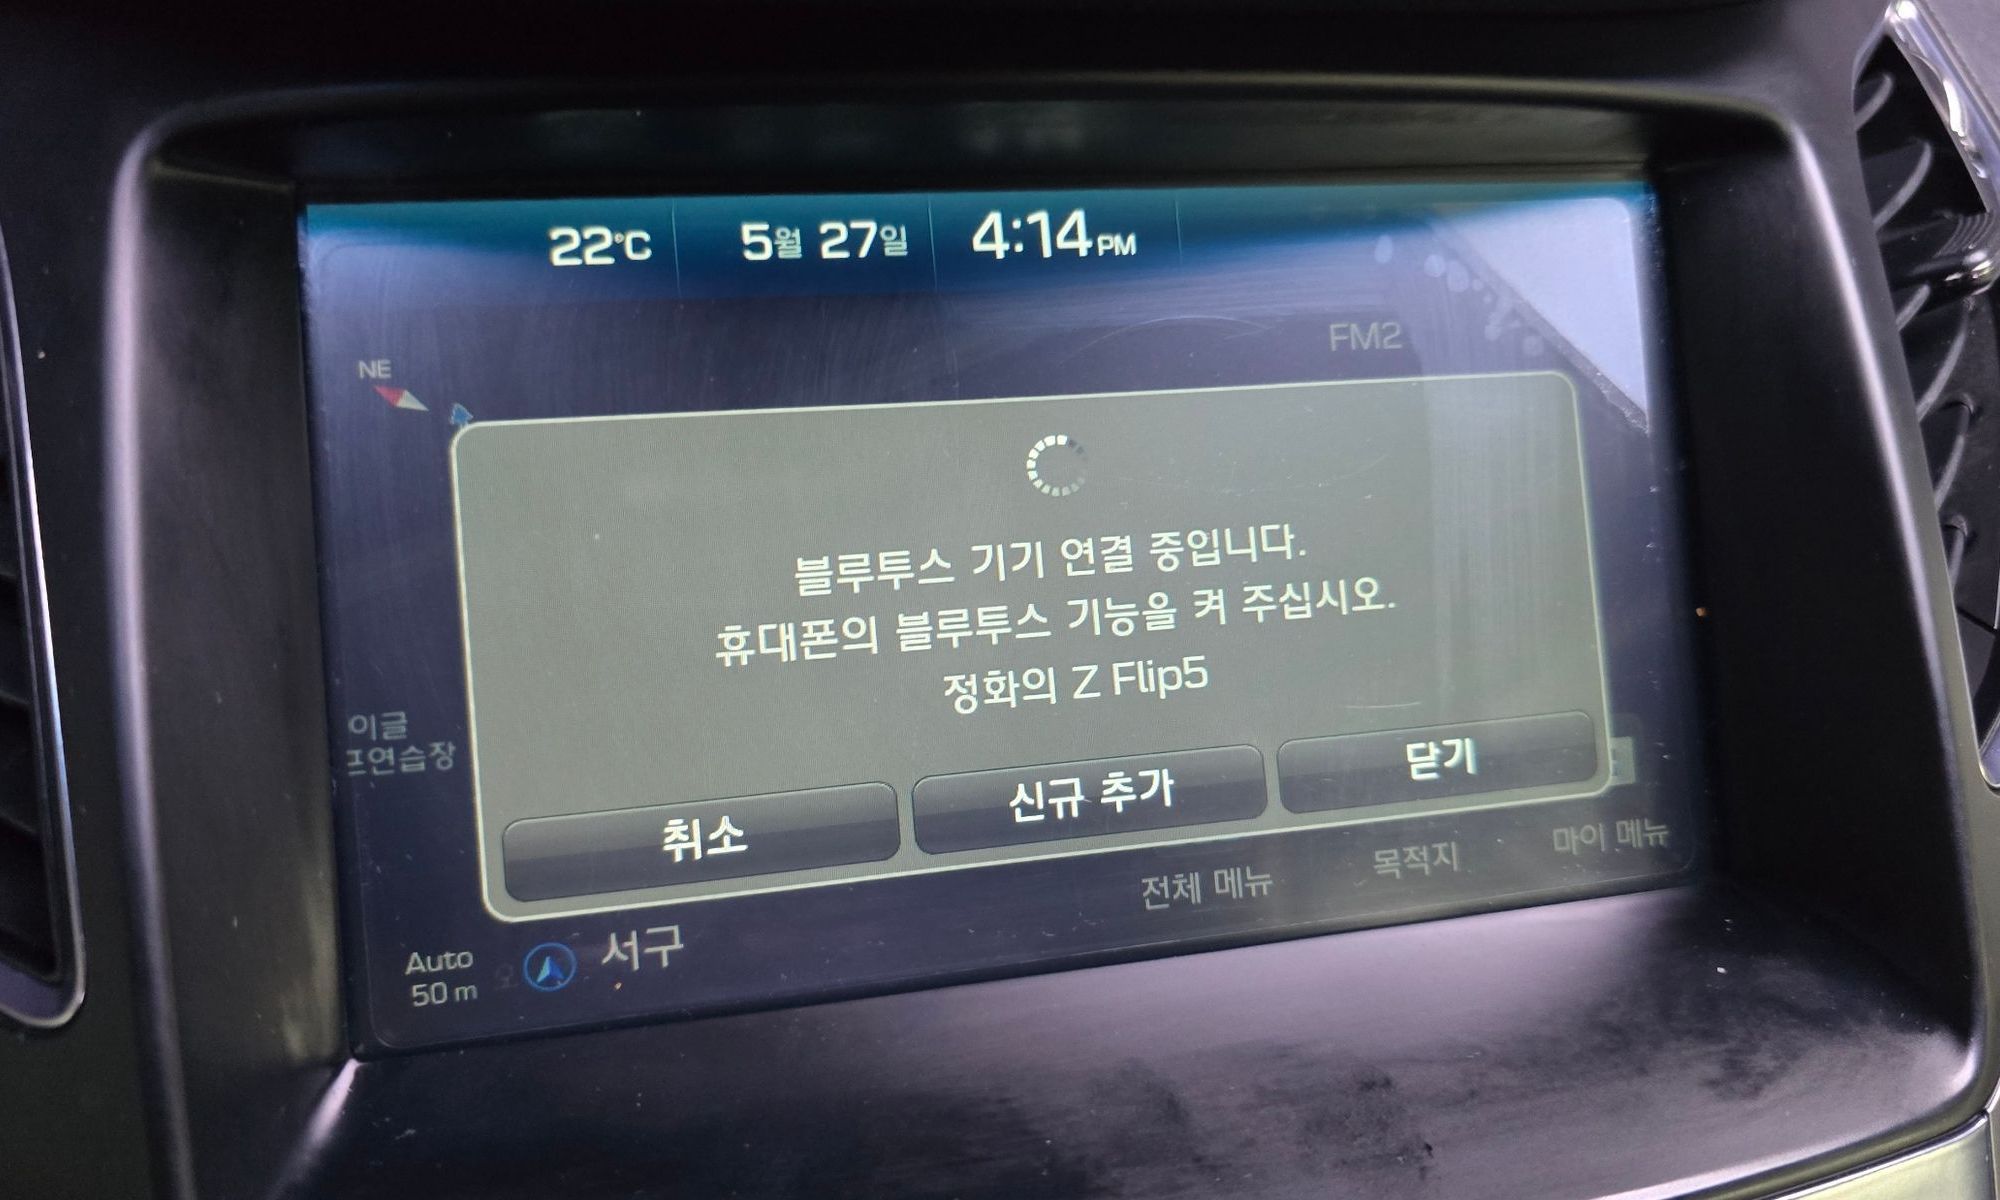 22°C 5월 27일 4:14 PM
FM2
NE
블루투스 기기 연결 중입니다.
휴대폰의 블루투스 기능을 켜 주십시오.
정화의 Z Flip5
이글
프연습장
취소 신규 추가 닫기
전체 메뉴 목적지 마이 메뉴
Auto
50 m
서구